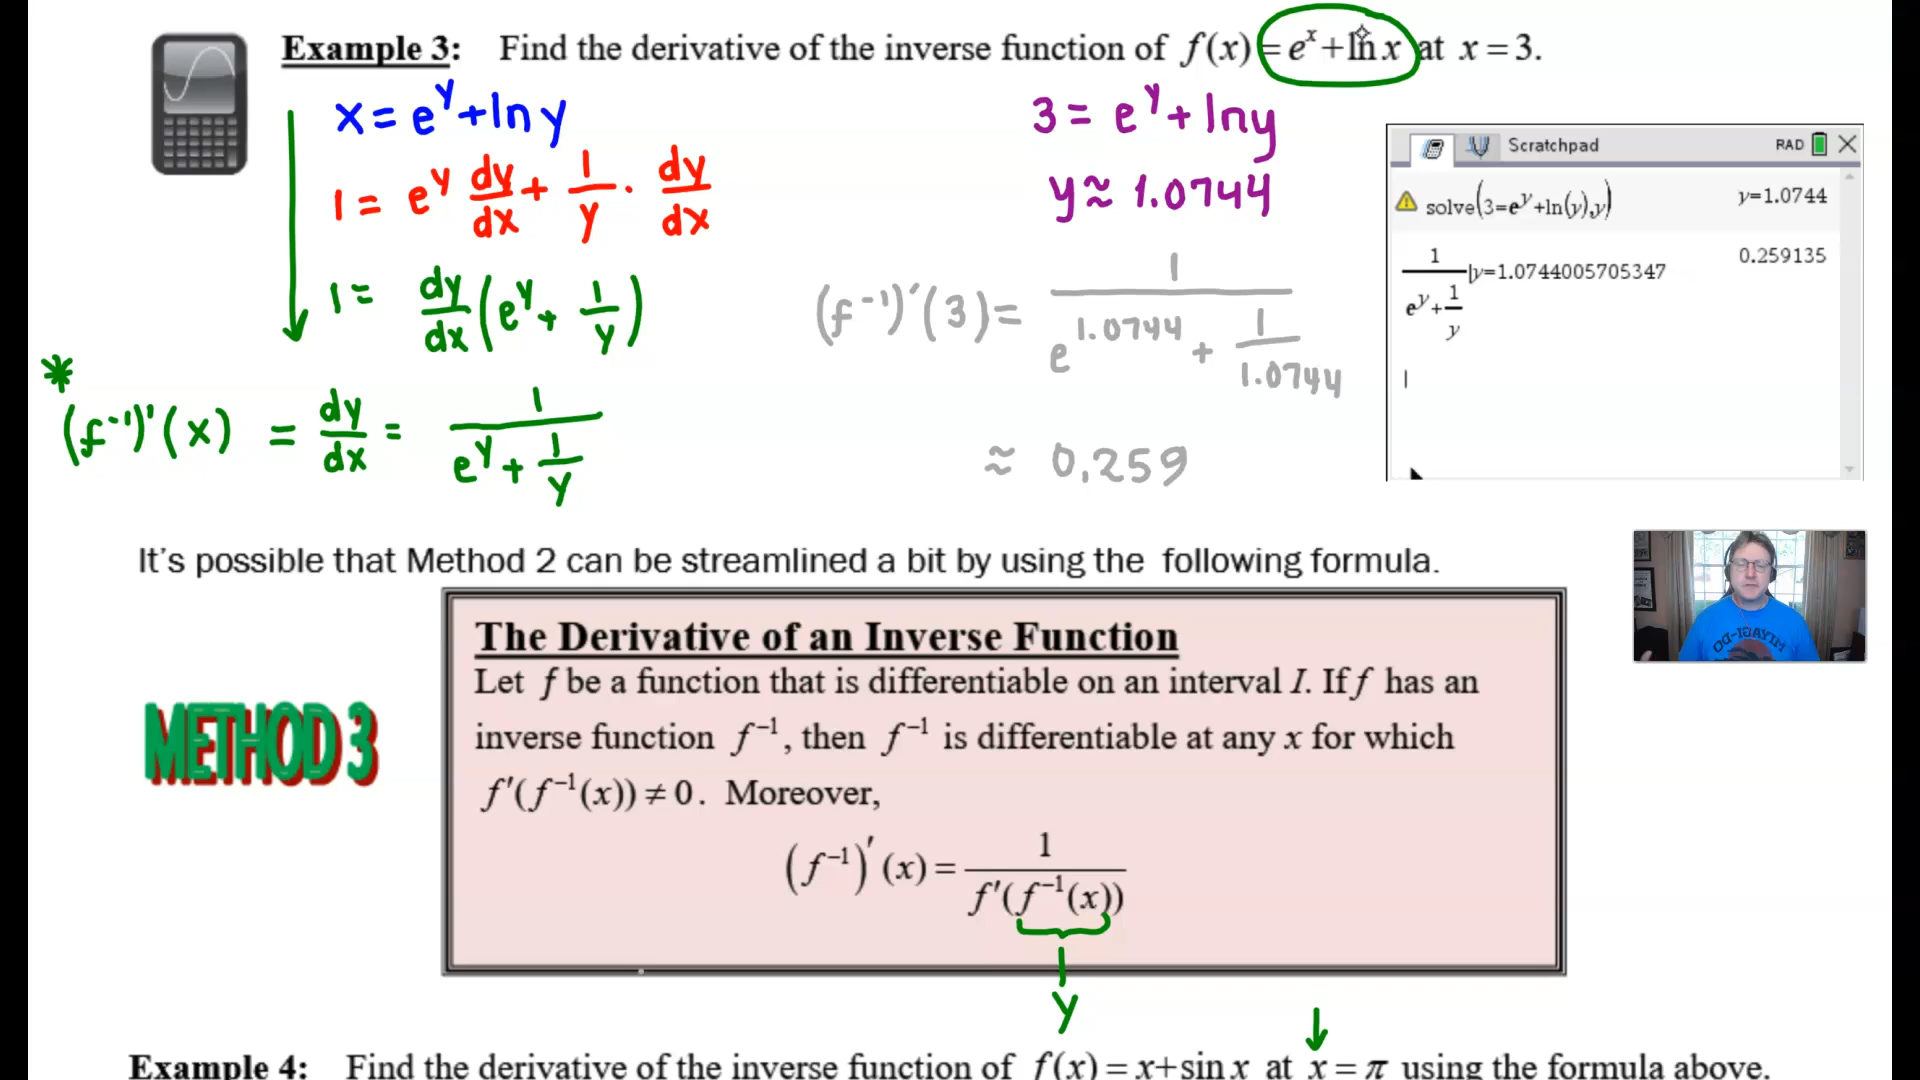 Example 3: Find the derivative of the inverse function of f(x) = eˣ + ln x at x = 3.
x = e^y + ln y
1 = e^y dy/dx + 1/y · dy/dx
1 = dy/dx (e^y + 1/y)
*
(f⁻¹)'(x) = dy/dx = 1/(e^y + 1/y)
3 = e^y + ln y
y ≈ 1.0744
(f⁻¹)'(3) = 1/(e^1.0744 + 1/1.0744)
≈ 0.259
Scratchpad RAD
solve(3=e^y+ln(y),y) y=1.0744
1/(e^y+1/y)|y=1.0744005705347 0.259135
It's possible that Method 2 can be streamlined a bit by using the following formula.
METHOD 3
The Derivative of an Inverse Function
Let f be a function that is differentiable on an interval I. If f has an
inverse function f⁻¹, then f⁻¹ is differentiable at any x for which
f'(f⁻¹(x)) ≠ 0. Moreover,
(f⁻¹)'(x) = 1/f'(f⁻¹(x))
y
Example 4: Find the derivative of the inverse function of f(x) = x + sin x at x = π using the formula above.